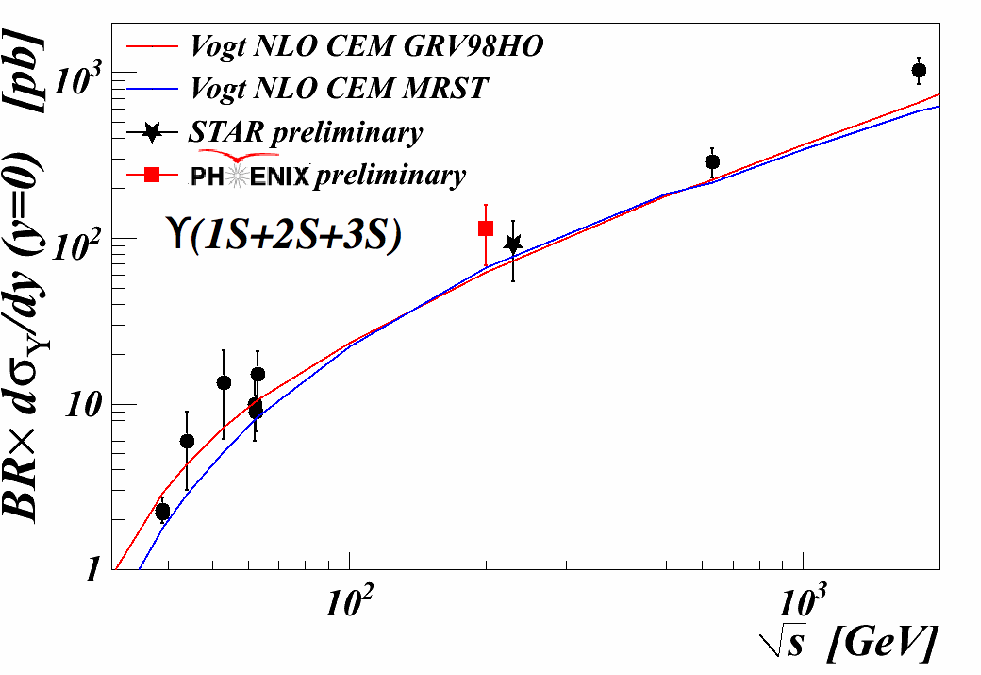 Vogt NLO CEM GRV98HO
Vogt NLO CEM MRST
STAR preliminary
PHENIX preliminary
ϒ(1S+2S+3S)
BR× dσϒ/dy (y=0) [pb]
10³
10²
10
1
10²
10³
√s [GeV]